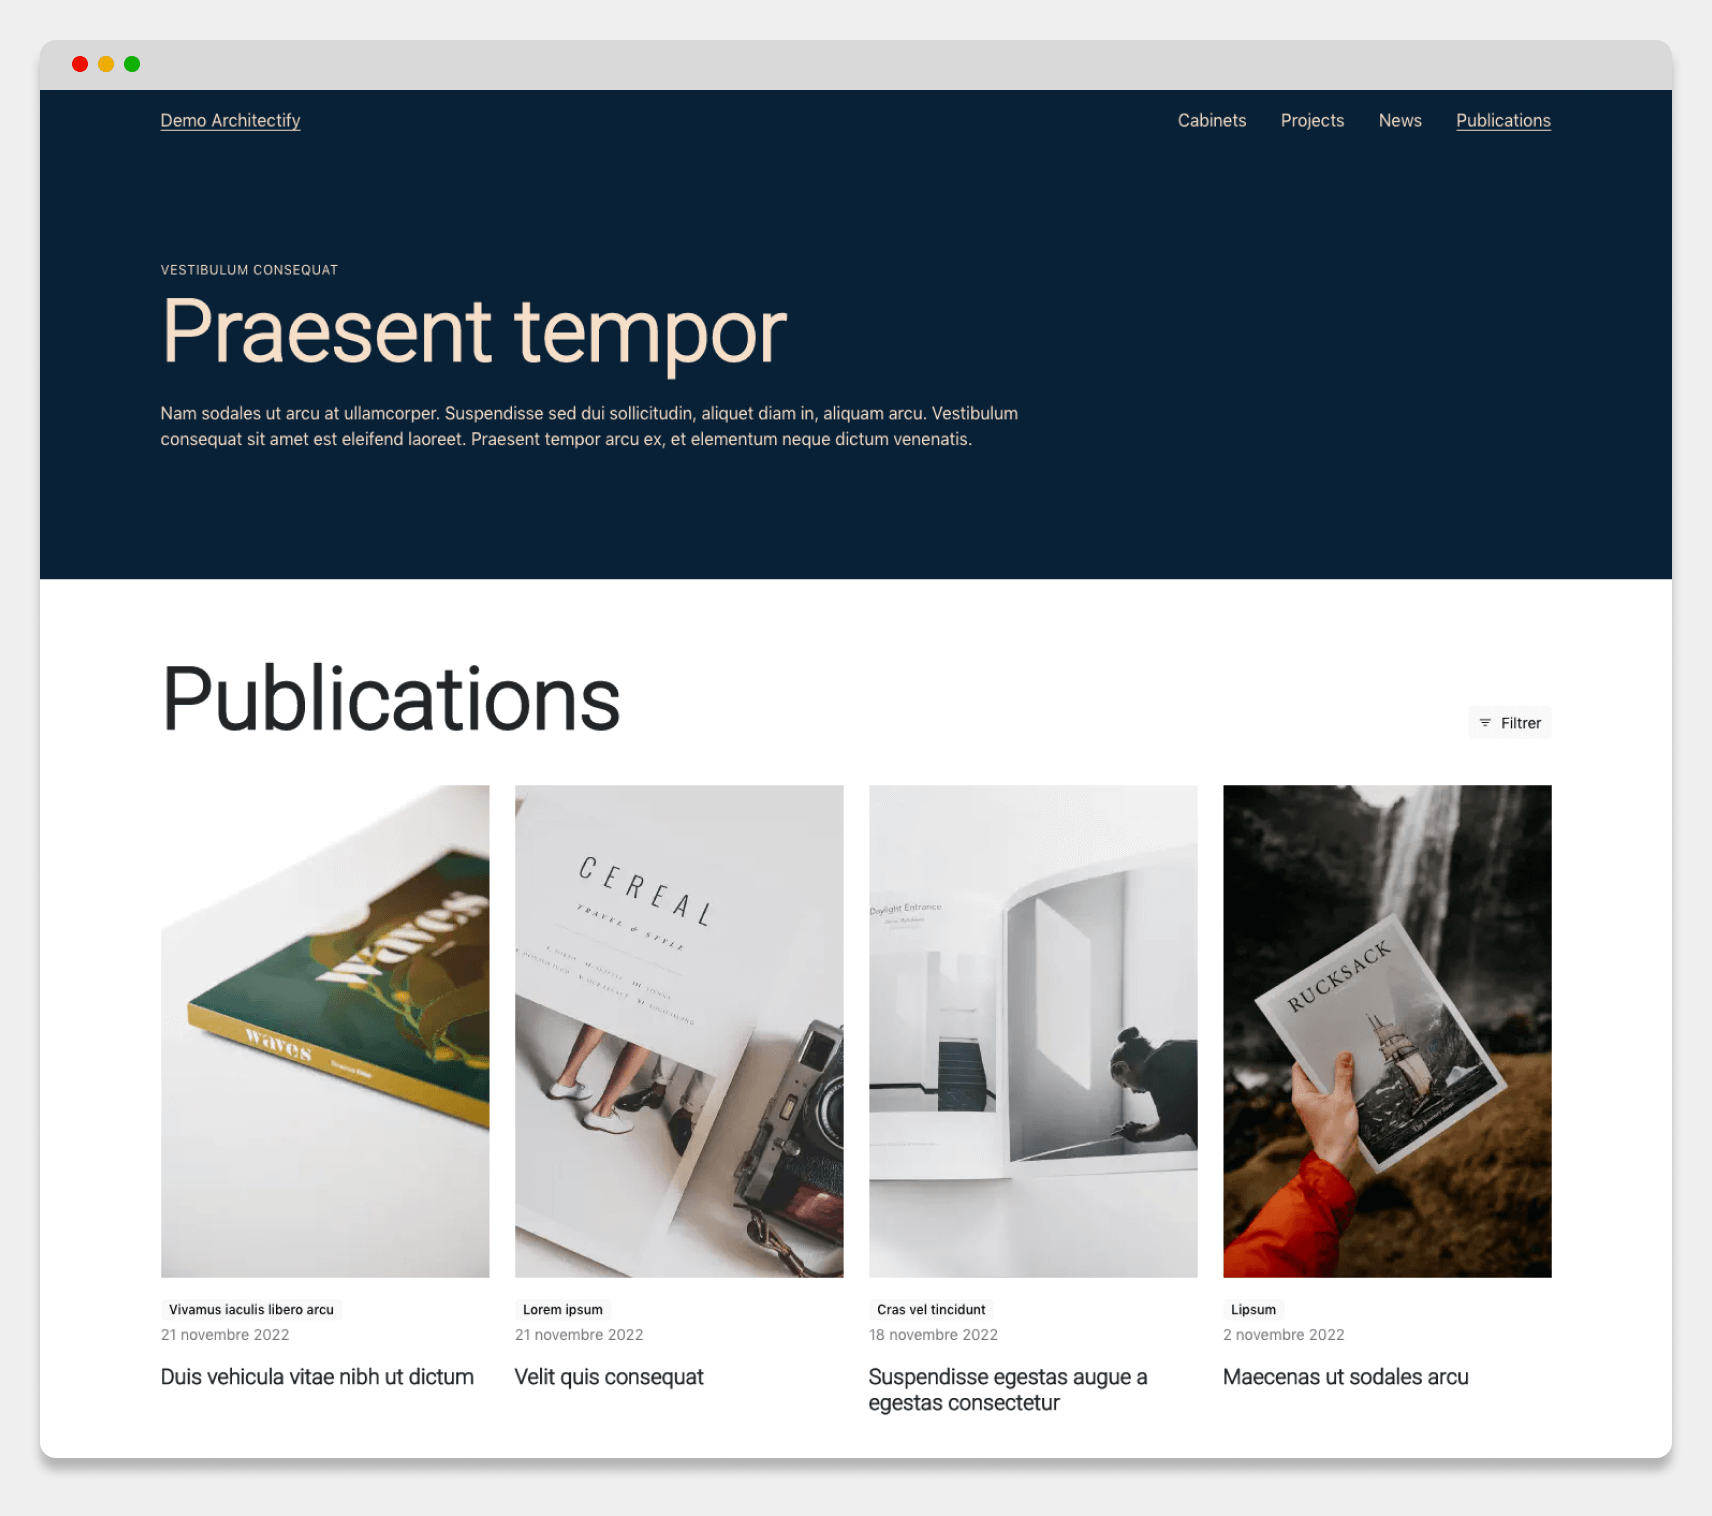 Demo Architectify
Cabinets Projects News Publications
VESTIBULUM CONSEQUAT
Praesent tempor
Nam sodales ut arcu at ullamcorper. Suspendisse sed dui sollicitudin, aliquet diam in, aliquam arcu. Vestibulum
consequat sit amet est eleifend laoreet. Praesent tempor arcu ex, et elementum neque dictum venenatis.
Publications
Filtrer
waves
waves
CEREAL
TRAVEL & STYLE
Daylight Entrance
RUCKSACK
Vivamus iaculis libero arcu
21 novembre 2022
Duis vehicula vitae nibh ut dictum
Lorem ipsum
21 novembre 2022
Velit quis consequat
Cras vel tincidunt
18 novembre 2022
Suspendisse egestas augue a
egestas consectetur
Lipsum
2 novembre 2022
Maecenas ut sodales arcu